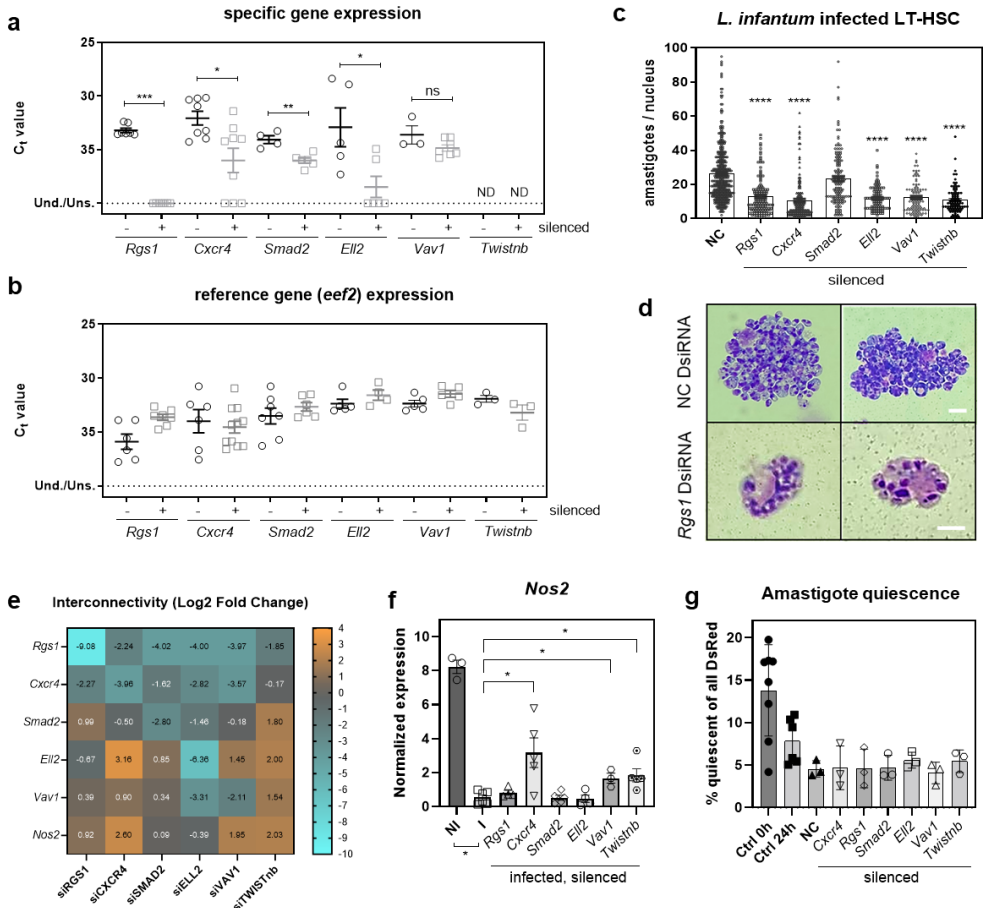 a
specific gene expression
Ct value
25
30
35
Und./Uns.
***
*
**
*
ns
ND ND
- + - + - + - + - + - + silenced
Rgs1 Cxcr4 Smad2 Ell2 Vav1 Twistnb
b
reference gene (eef2) expression
Ct value
25
30
35
Und./Uns.
- + - + - + - + - + - + silenced
Rgs1 Cxcr4 Smad2 Ell2 Vav1 Twistnb
c
L. infantum infected LT-HSC
amastigotes / nucleus
100
80
60
40
20
0
**** **** **** **** ****
NC Rgs1 Cxcr4 Smad2 Ell2 Vav1 Twistnb
silenced
d
NC DsiRNA
Rgs1 DsiRNA
e
Interconnectivity (Log2 Fold Change)
Rgs1 -9.08 -2.24 -4.02 -4.00 -3.97 -1.85
Cxcr4 -2.27 -3.96 -1.62 -2.82 -3.57 -0.17
Smad2 0.99 -0.50 -2.80 -1.46 -0.18 1.80
Ell2 -0.67 3.16 0.85 -6.36 1.45 2.00
Vav1 0.39 0.90 0.34 -3.31 -2.11 1.54
Nos2 0.92 2.60 0.09 -0.39 1.95 2.03
siRGS1 siCXCR4 siSMAD2 siELL2 siVAV1 siTWISTnb
4
3
2
1
0
-1
-2
-3
-4
-5
-6
-7
-8
-9
-10
f
Nos2
Normalized expression
10
8
6
4
2
0
*
*
*
*
NI I Rgs1 Cxcr4 Smad2 Ell2 Vav1 Twistnb
infected, silenced
g
Amastigote quiescence
% quiescent of all DsRed
20
15
10
5
0
Ctrl 0h Ctrl 24h NC Cxcr4 Rgs1 Smad2 Ell2 Vav1 Twistnb
silenced